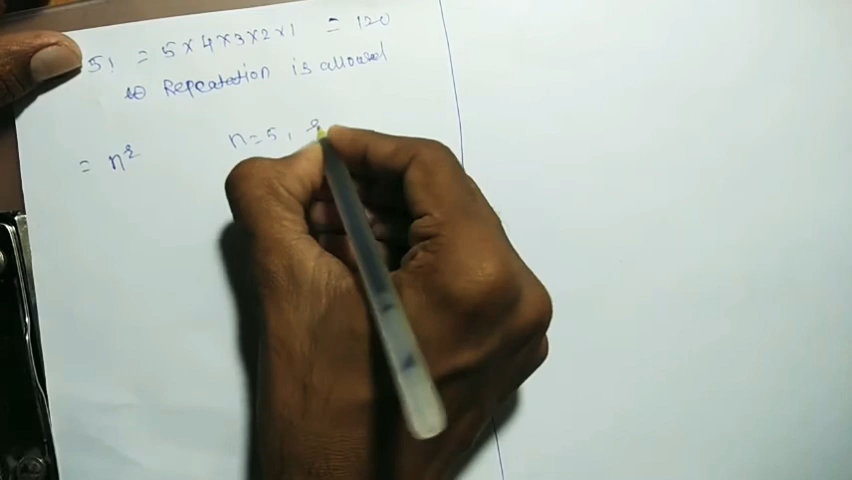 5! = 5×4×3×2×1 = 120
Repeatation is allowed
= n^r n=5, r